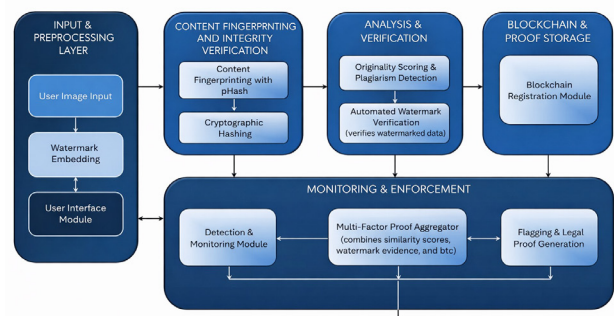 INPUT &
PREPROCESSING
LAYER
User Image Input
Watermark
Embedding
User Interface
Module
CONTENT FINGERPRNTING
AND INTEGRITY
VERIFICATION
Content
Fingerprinting with
pHash
Cryptographic
Hashing
ANALYSIS &
VERIFICATION
Originality Scoring &
Plagiarism Detection
Automated Watermark
Verification
(verifies watermarked data)
BLOCKCHAIN &
PROOF STORAGE
Blockchain
Registration Module
MONITORING & ENFORCEMENT
Detection &
Monitoring Module
Multi-Factor Proof Aggregator
(combines similarity scores,
watermark evidence, and btc)
Flagging & Legal
Proof Generation